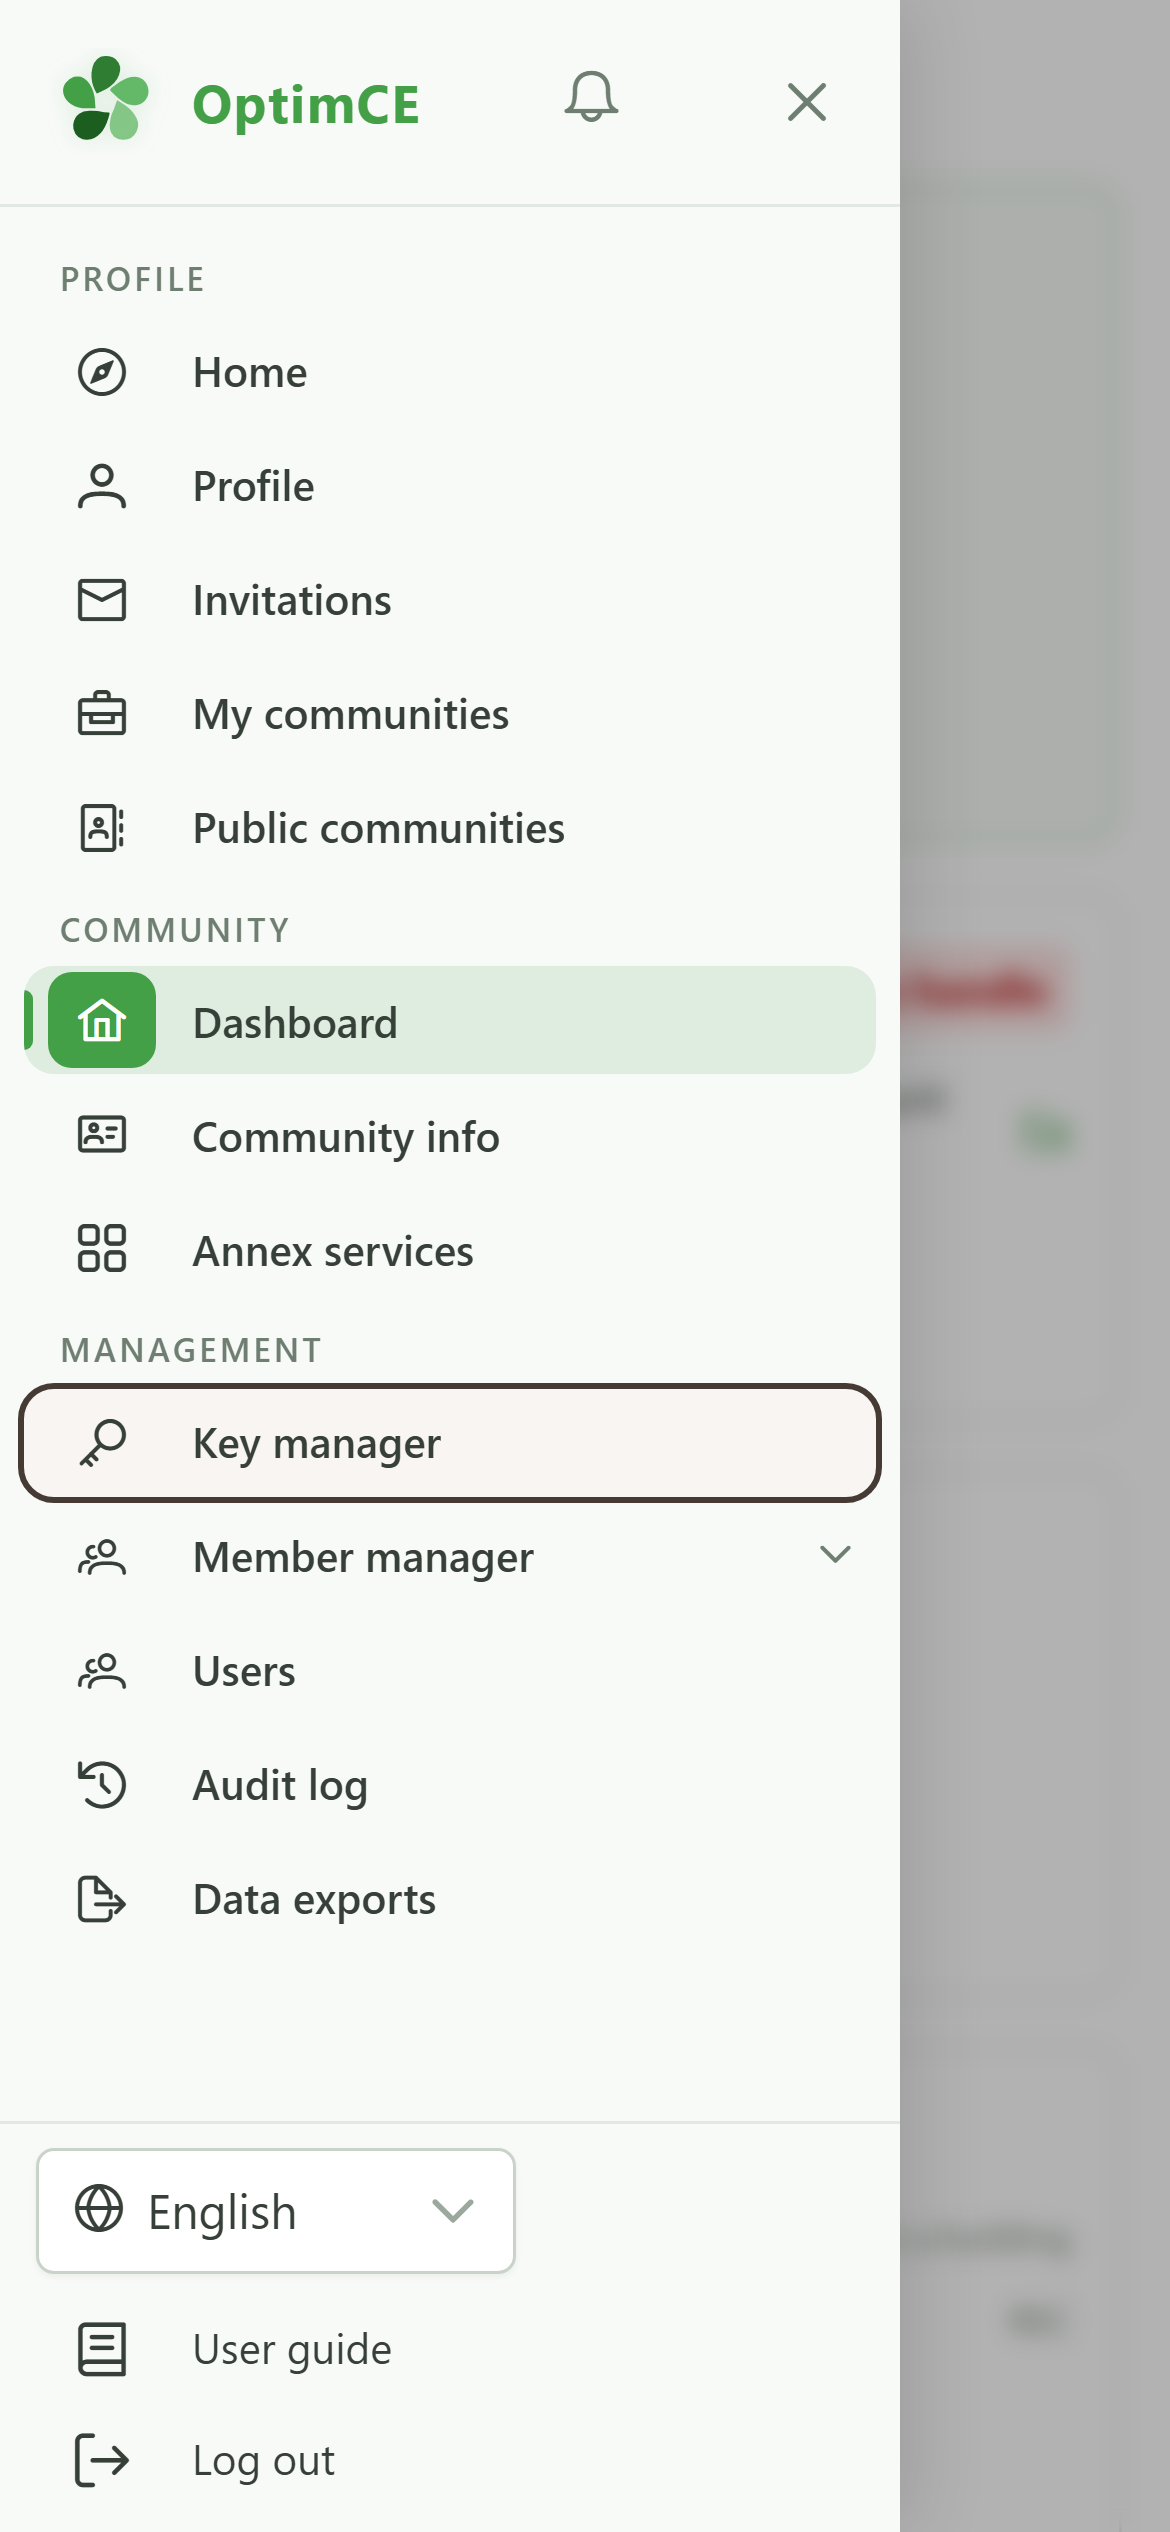 OptimCE
PROFILE
Home
Profile
Invitations
My communities
Public communities
COMMUNITY
Dashboard
Community info
Annex services
MANAGEMENT
Key manager
Member manager
Users
Audit log
Data exports
English
User guide
Log out